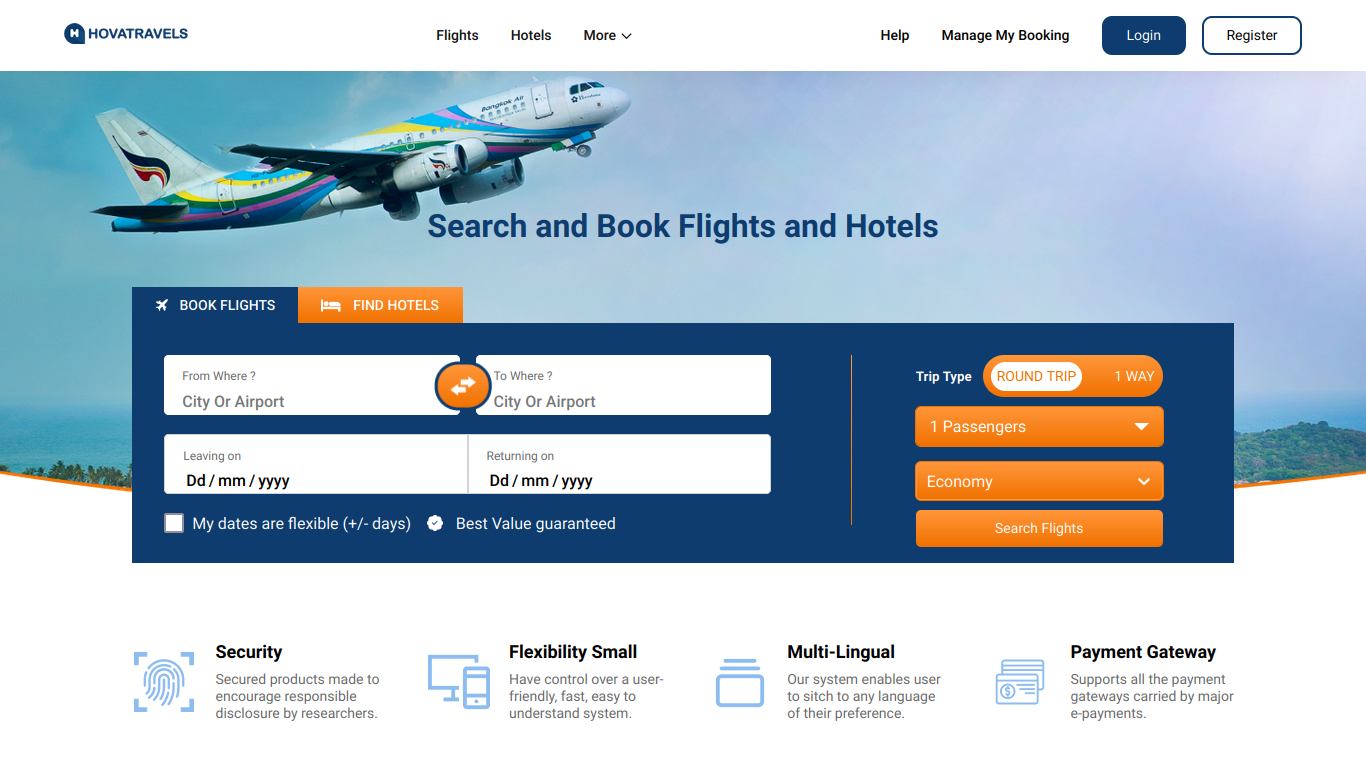 HOVATRAVELS
Flights
Hotels
More
Help
Manage My Booking
Login
Register
Bangkok Air
Search and Book Flights and Hotels
BOOK FLIGHTS
FIND HOTELS
From Where ?
City Or Airport
To Where ?
City Or Airport
Trip Type
ROUND TRIP
1 WAY
1 Passengers
Leaving on
Dd / mm / yyyy
Returning on
Dd / mm / yyyy
Economy
My dates are flexible (+/- days)
Best Value guaranteed
Search Flights
Security
Secured products made to
encourage responsible
disclosure by researchers.
Flexibility Small
Have control over a user-
friendly, fast, easy to
understand system.
Multi-Lingual
Our system enables user
to sitch to any language
of their preference.
Payment Gateway
Supports all the payment
gateways carried by major
e-payments.